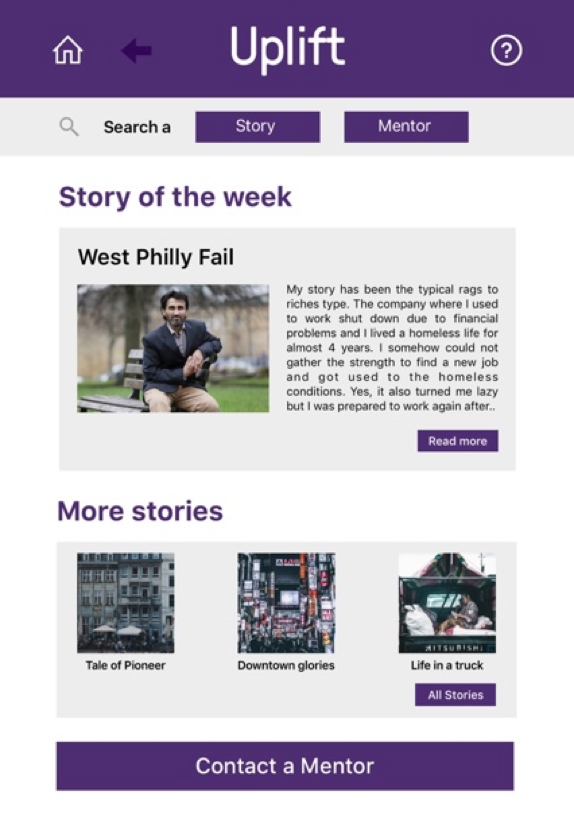 Uplift
?
Search a
Story
Mentor
Story of the week
West Philly Fail
My story has been the typical rags to
riches type. The company where I used
to work shut down due to financial
problems and I lived a homeless life for
almost 4 years. I somehow could not
gather the strength to find a new job
and got used to the homeless
conditions. Yes, it also turned me lazy
but I was prepared to work again after..
Read more
More stories
MITSUBISHI
Tale of Pioneer
Downtown glories
Life in a truck
All Stories
Contact a Mentor